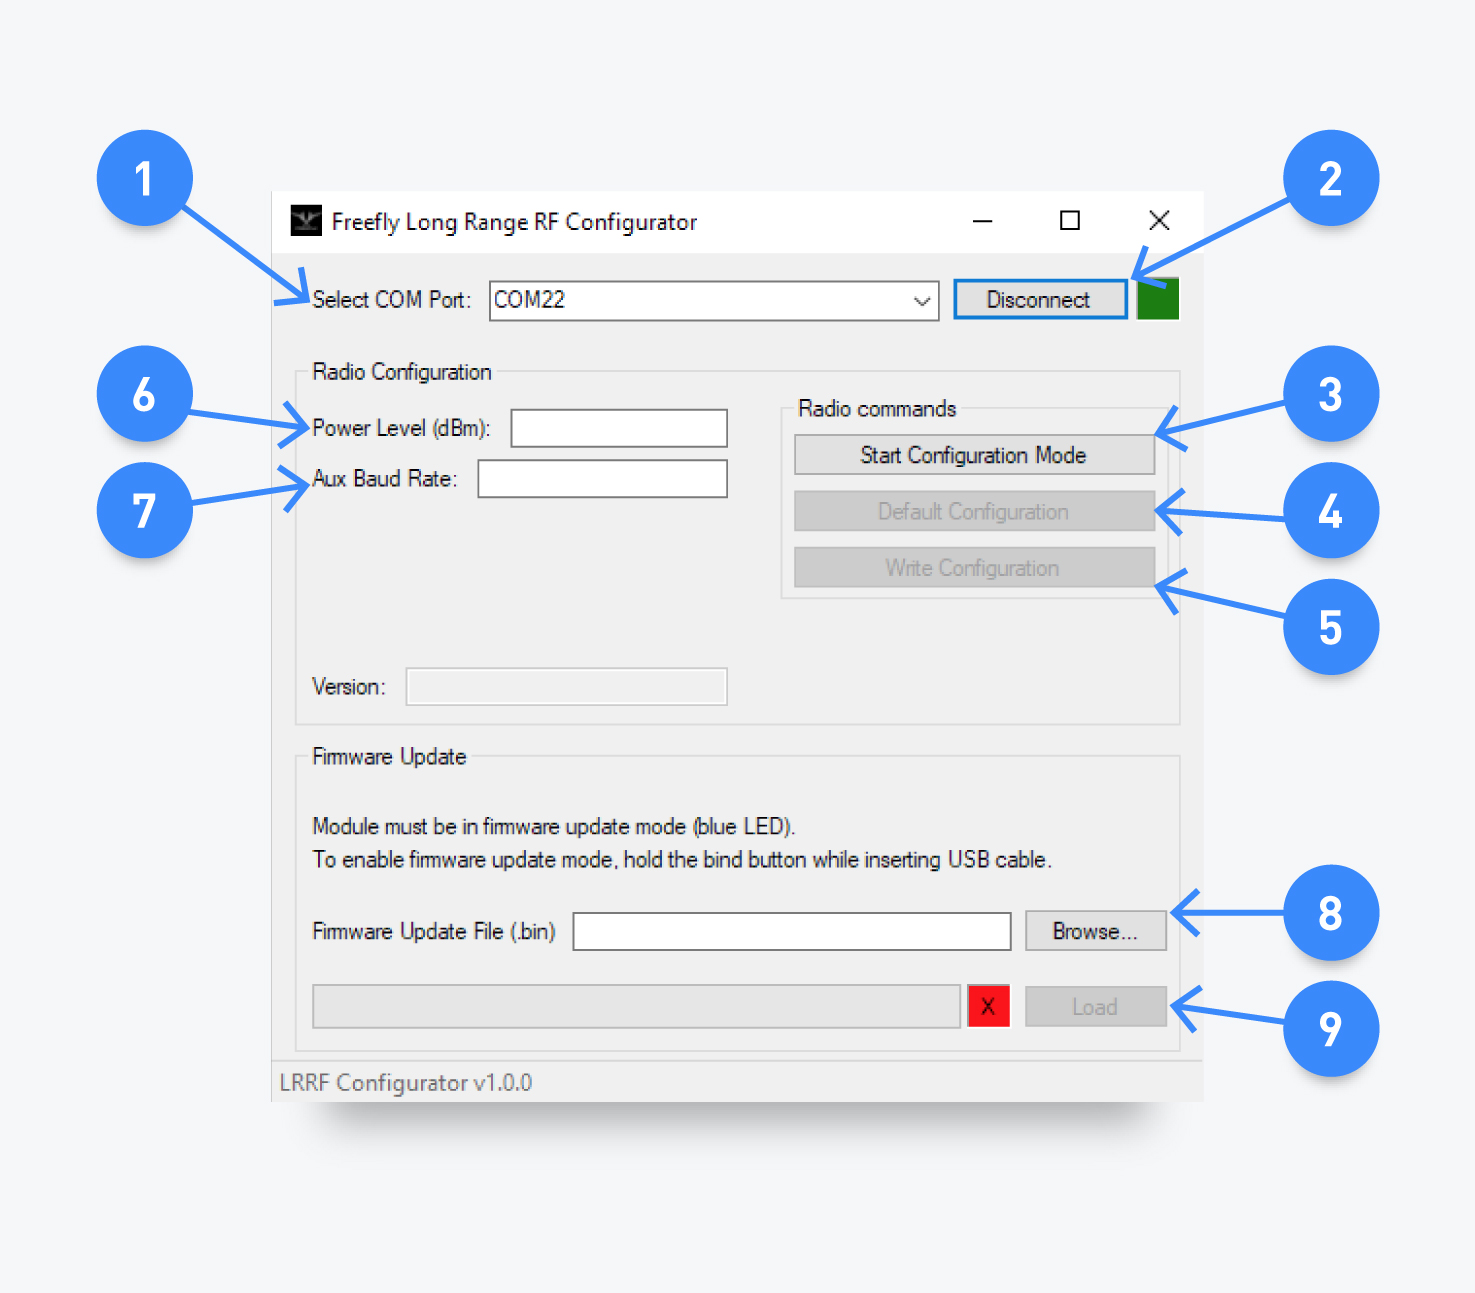 1
2
Freefly Long Range RF Configurator
Select COM Port: COM22 Disconnect
6
Radio Configuration
3
Power Level (dBm):
Radio commands
Start Configuration Mode
7
Aux Baud Rate:
4
Default Configuration
Write Configuration
5
Version:
Firmware Update
Module must be in firmware update mode (blue LED).
To enable firmware update mode, hold the bind button while inserting USB cable.
8
Firmware Update File (.bin) Browse...
X Load
9
LRRF Configurator v1.0.0